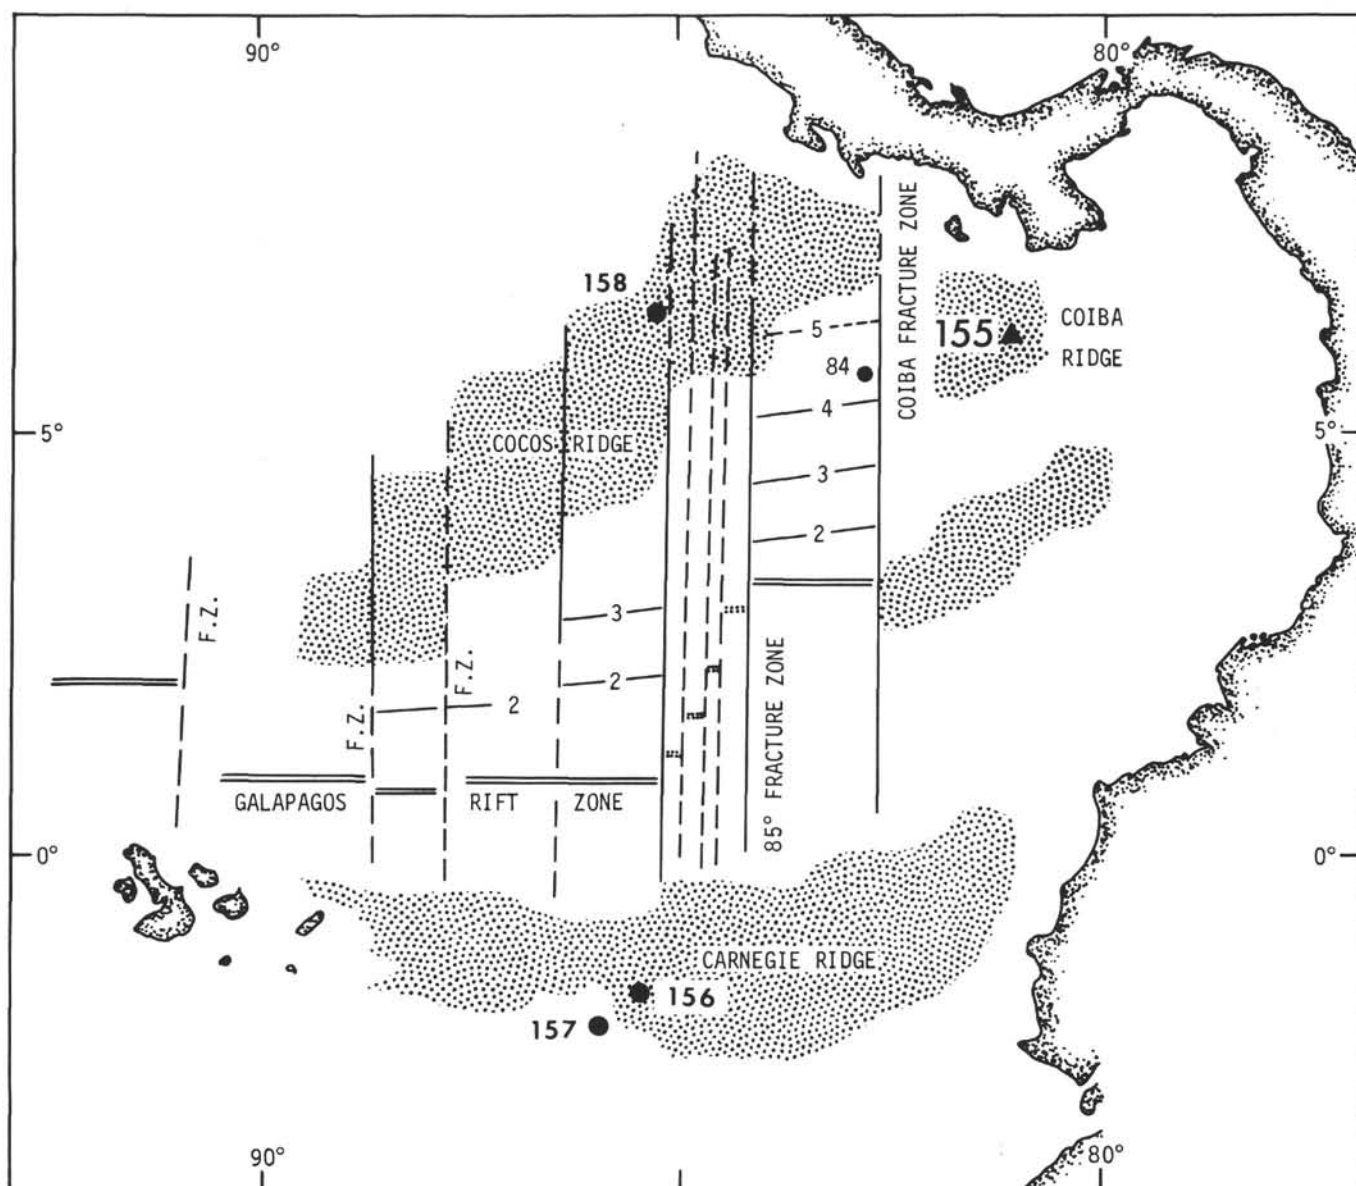 90°
80°
158
COIBA FRACTURE ZONE
5
155
COIBA
RIDGE
84
4
5°
5°
COCOS RIDGE
3
2
F.Z.
3
F.Z.
2
2
F.Z.
85° FRACTURE ZONE
GALAPAGOS
RIFT
ZONE
0°
0°
CARNEGIE RIDGE
156
157
90°
80°